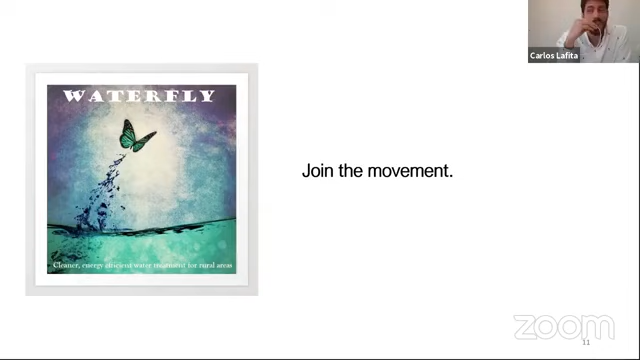 Carlos Lafita
WATERFLY
Join the movement.
Cleaner, energy efficient water treatment for rural areas
zoom
11